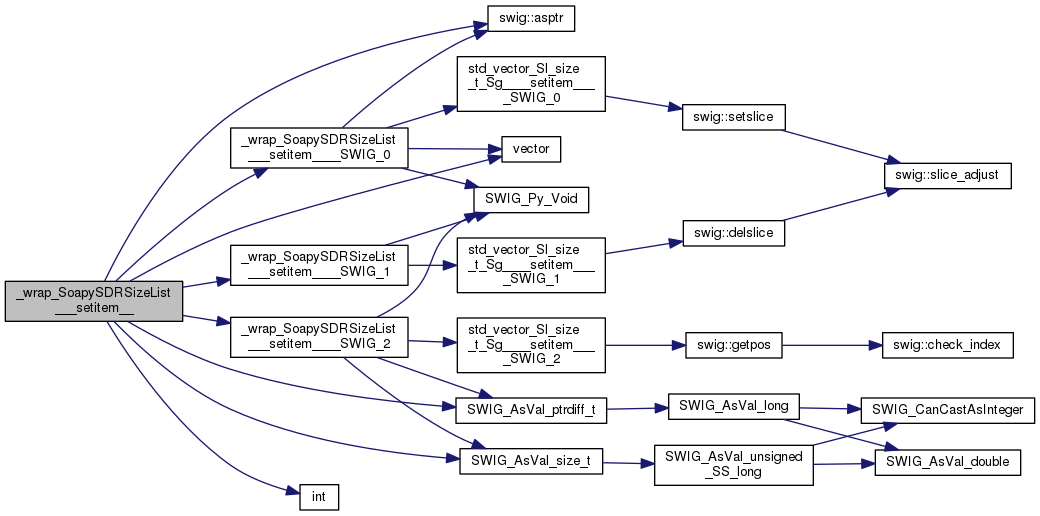 swig::asptr
std_vector_Sl_size
_t_Sg____setitem___
_SWIG_0
swig::setslice
_wrap_SoapySDRSizeList
___setitem____SWIG_0
vector
swig::slice_adjust
SWIG_Py_Void
swig::delslice
_wrap_SoapySDRSizeList
___setitem____SWIG_1
std_vector_Sl_size
_t_Sg____setitem___
_SWIG_1
_wrap_SoapySDRSizeList
___setitem__
_wrap_SoapySDRSizeList
___setitem____SWIG_2
std_vector_Sl_size
_t_Sg____setitem___
_SWIG_2
swig::getpos
swig::check_index
SWIG_AsVal_ptrdiff_t
SWIG_AsVal_long
SWIG_CanCastAsInteger
SWIG_AsVal_size_t
SWIG_AsVal_unsigned
_SS_long
SWIG_AsVal_double
int